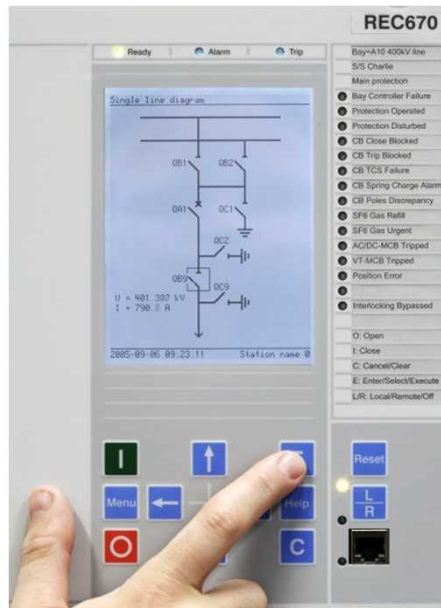 REC670
Ready
Alarm
Trip
Bay=A10 400kV line
S/S Charlie
Main protection
Bay Controller Failure
Protection Operated
Protection Disturbed
CB Close Blocked
CB Trip Blocked
CB TCS Failure
CB Spring Charge Alarm
CB Poles Discrepancy
SF6 Gas Refill
SF6 Gas Urgent
AC/DC-MCB Tripped
VT-MCB Tripped
Position Error
Interlocking Bypassed
O: Open
I: Close
C: Cancel/Clear
E: Enter/Select/Execute
L/R: Local/Remote/Off
Single line diagram
QB1
QB2
QA1
QC1
QC2
QB9
QC9
U = 401.302 kV
I = 790.8 A
2005-09-06 09.23:11
Station name 0
I
Menu
Help
O
C
Reset
L
R